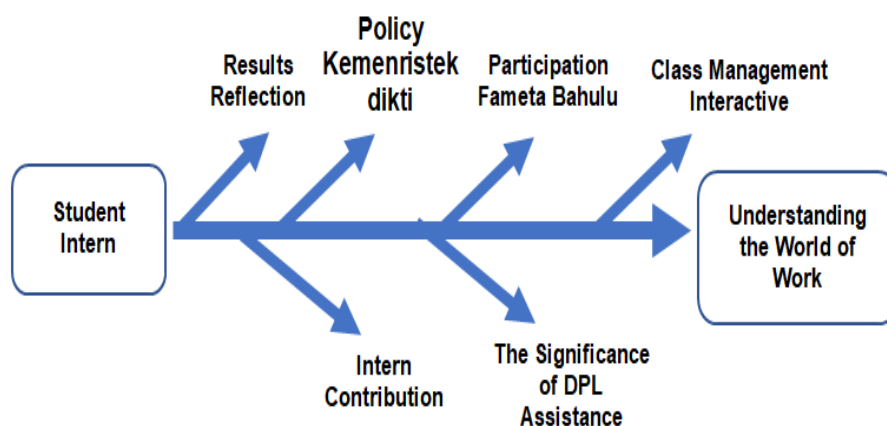 Results
Reflection
Policy
Kemenristek
dikti
Participation
Fameta Bahulu
Class Management
Interactive
Student
Intern
Understanding
the World of
Work
Intern
Contribution
The Significance
of DPL
Assistance